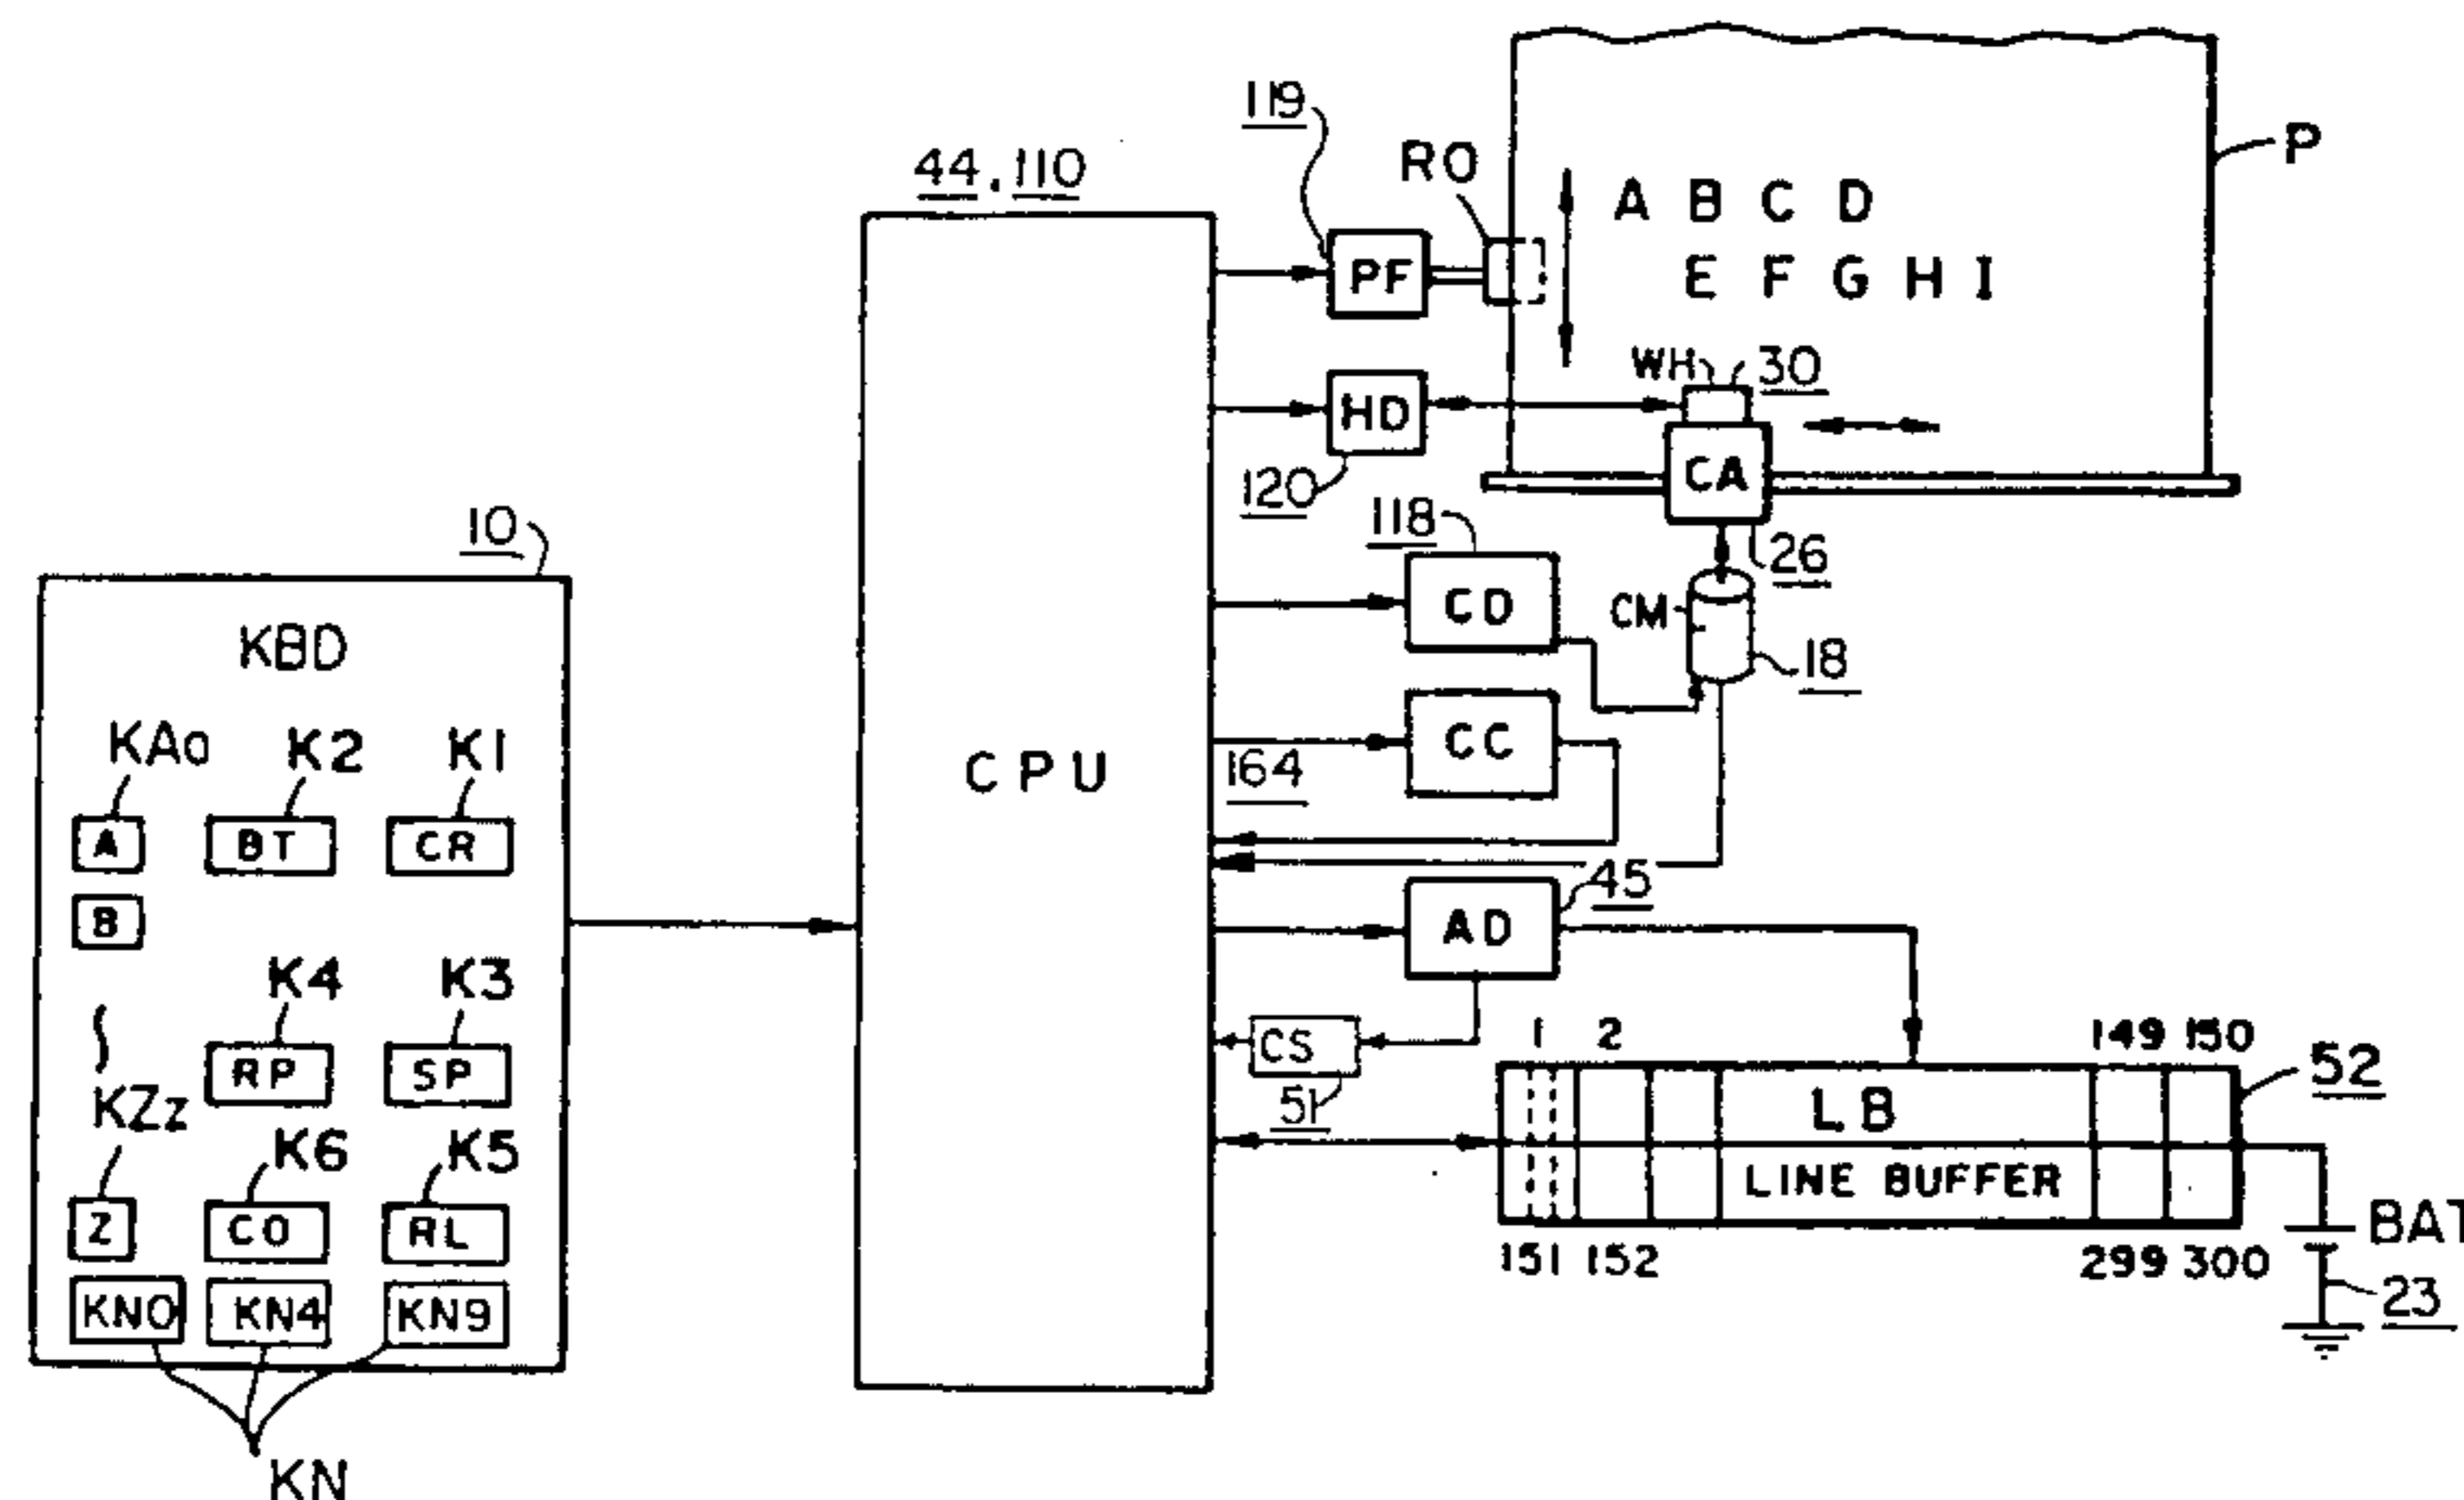 119
44, 110
RO
P
A B C D
E F G H I
PF
WH 30
HD
120
CA
118
26
10
CD
CM
18
KBD
CC
164
CPU
KAa K2 K1
A BT CR
B
45
AD
K4 K3
RP SP
CS
51
1 2 149 150
52
LB
LINE BUFFER
151 152 299 300
KZz K6 K5
Z CO RL
KN0 KN4 KN9
KN
BAT
23